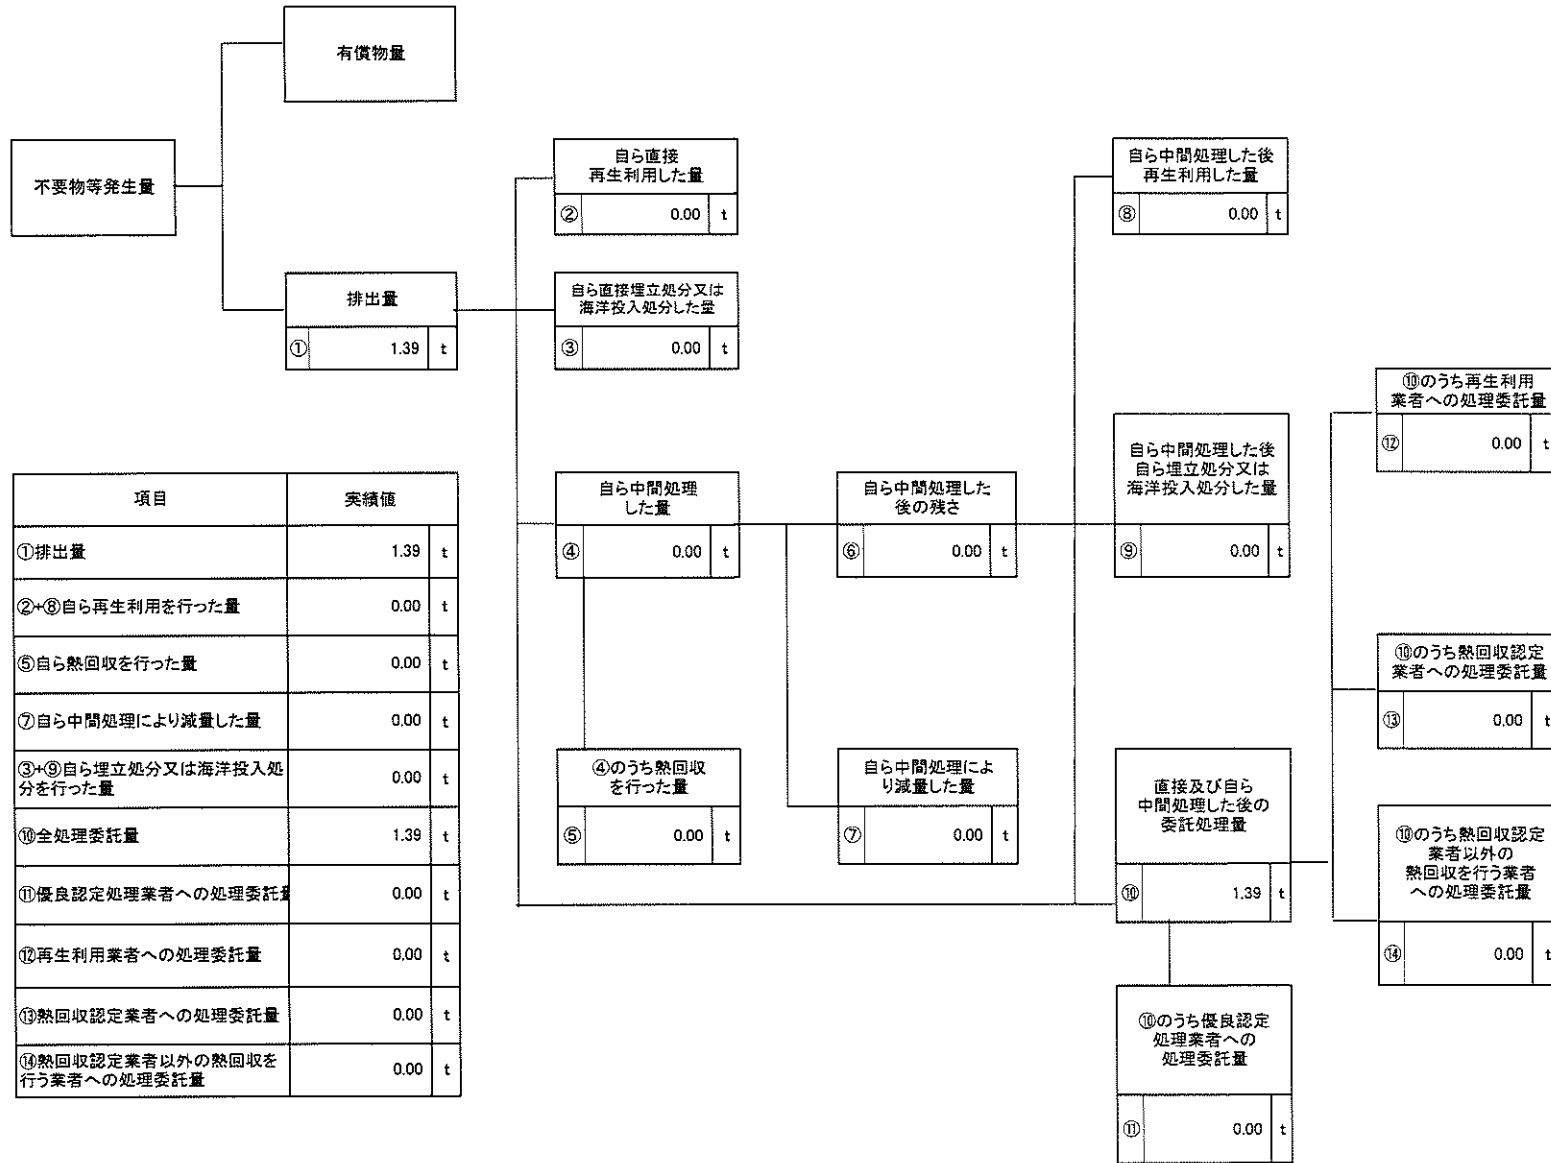 有償物量
不要物等発生量
排出量
① 1.39 t
自ら直接
再生利用した量
② 0.00 t
自ら直接埋立処分又は
海洋投入処分した量
③ 0.00 t
自ら中間処理
した量
④ 0.00 t
④のうち熱回収
を行った量
⑤ 0.00 t
自ら中間処理した
後の残さ
⑥ 0.00 t
自ら中間処理によ
り減量した量
⑦ 0.00 t
自ら中間処理した後
再生利用した量
⑧ 0.00 t
自ら中間処理した後
自ら埋立処分又は
海洋投入処分した量
⑨ 0.00 t
直接及び自ら
中間処理した後の
委託処理量
⑩ 1.39 t
⑩のうち優良認定
処理業者への
処理委託量
⑪ 0.00 t
⑩のうち再生利用
業者への処理委託量
⑫ 0.00 t
⑩のうち熱回収認定
業者への処理委託量
⑬ 0.00 t
⑩のうち熱回収認定
業者以外の
熱回収を行う業者
への処理委託量
⑭ 0.00 t
項目 実績値
①排出量 1.39 t
②+⑧自ら再生利用を行った量 0.00 t
⑤自ら熱回収を行った量 0.00 t
⑦自ら中間処理により減量した量 0.00 t
③+⑨自ら埋立処分又は海洋投入処
分を行った量 0.00 t
⑩全処理委託量 1.39 t
⑪優良認定処理業者への処理委託量 0.00 t
⑫再生利用業者への処理委託量 0.00 t
⑬熱回収認定業者への処理委託量 0.00 t
⑭熱回収認定業者以外の熱回収を
行う業者への処理委託量 0.00 t